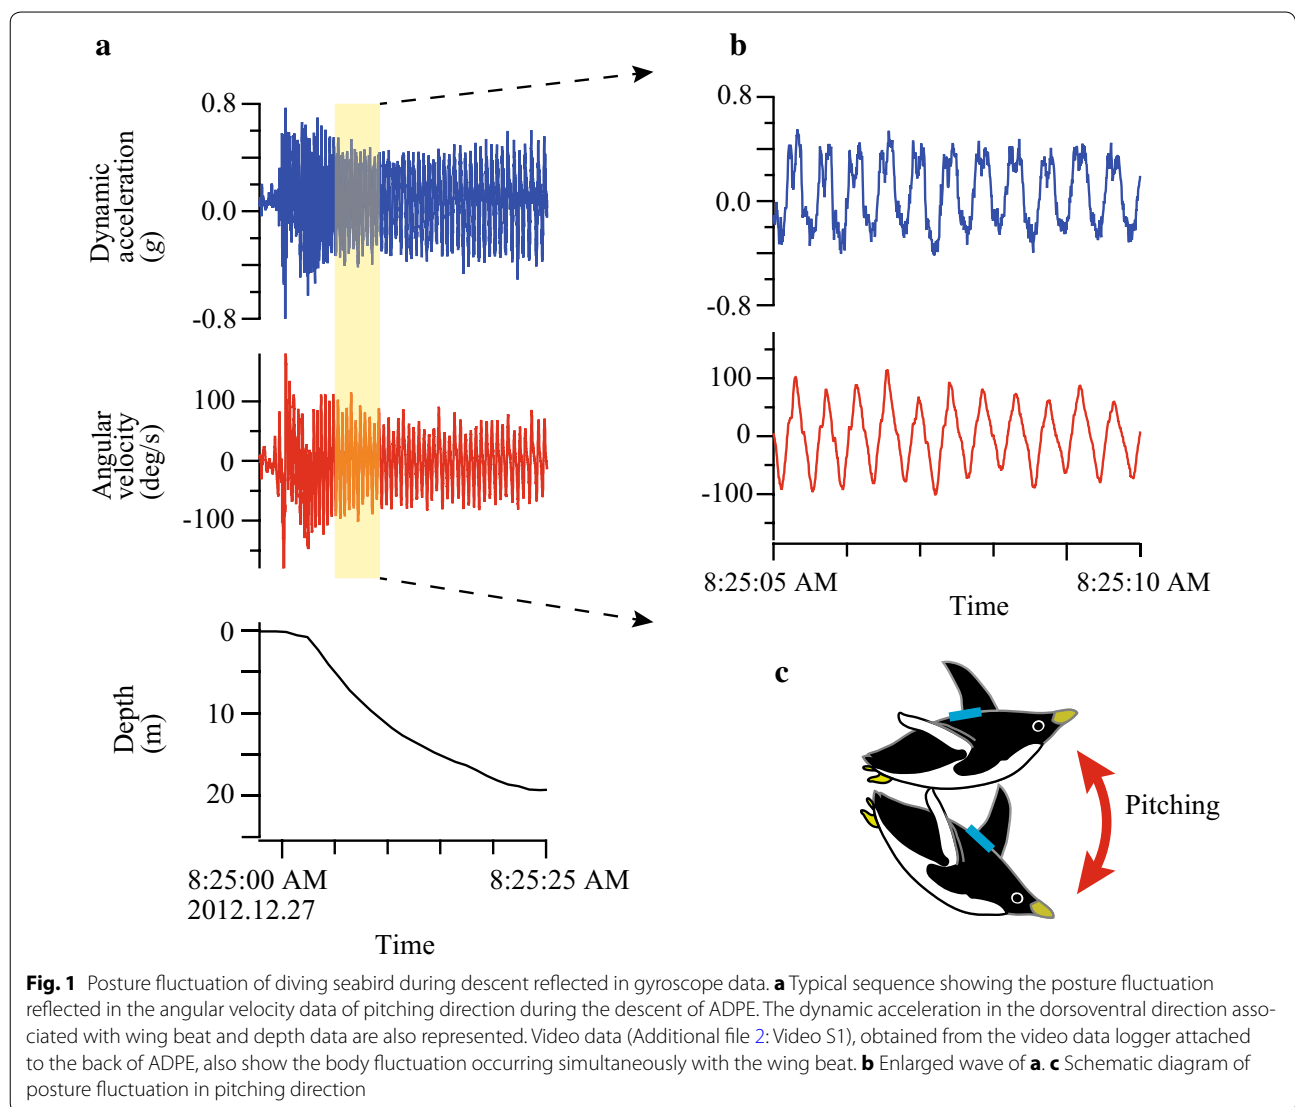 a
b
0.8
0.0
-0.8
Dynamic
acceleration
(g)
100
0
-100
Angular
velocity
(deg/s)
0
10
20
Depth
(m)
8:25:00 AM
2012.12.27
8:25:25 AM
Time
0.8
0.0
-0.8
100
0
-100
8:25:05 AM
8:25:10 AM
Time
c
Pitching
Fig. 1 Posture fluctuation of diving seabird during descent reflected in gyroscope data. a Typical sequence showing the posture fluctuation
reflected in the angular velocity data of pitching direction during the descent of ADPE. The dynamic acceleration in the dorsoventral direction asso-
ciated with wing beat and depth data are also represented. Video data (Additional file 2: Video S1), obtained from the video data logger attached
to the back of ADPE, also show the body fluctuation occurring simultaneously with the wing beat. b Enlarged wave of a. c Schematic diagram of
posture fluctuation in pitching direction